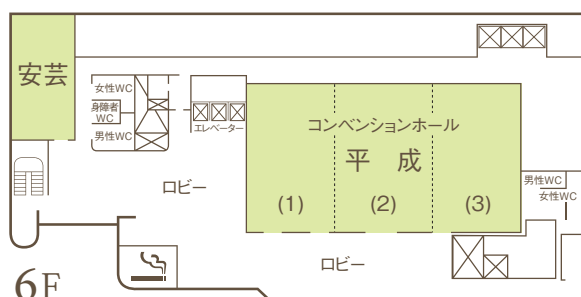 安芸
女性WC
身障者
WC
男性WC
エレベーター
コンベンションホール
平 成
(1)
(2)
(3)
男性WC
女性WC
ロビー
ロビー
6F